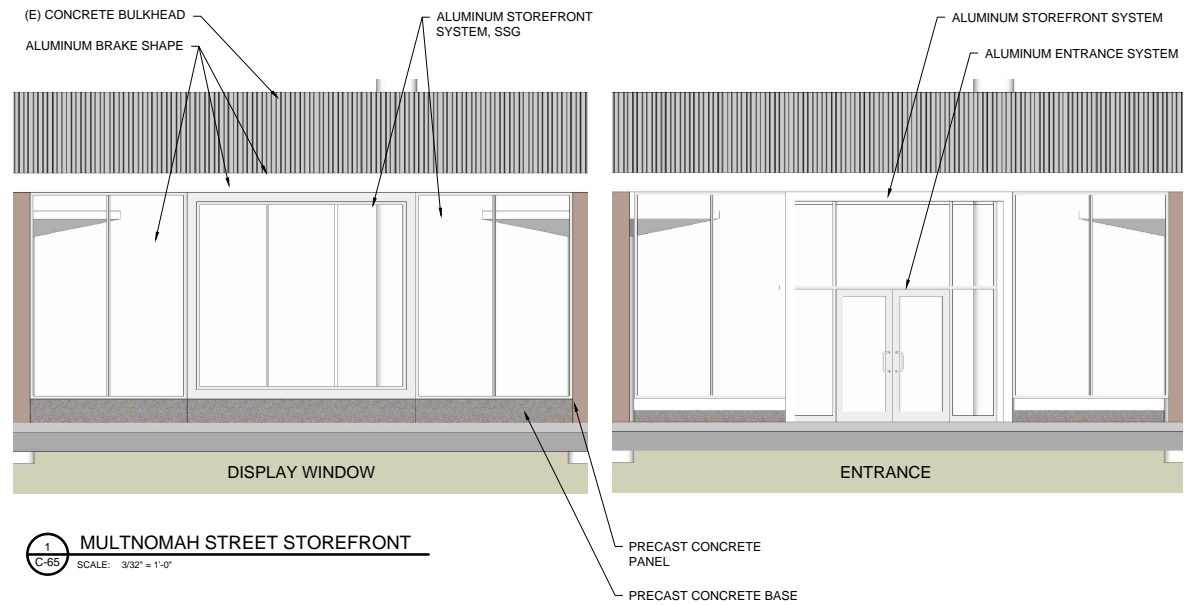 (E) CONCRETE BULKHEAD
ALUMINUM BRAKE SHAPE
ALUMINUM STOREFRONT
SYSTEM, SSG
ALUMINUM STOREFRONT SYSTEM
ALUMINUM ENTRANCE SYSTEM
DISPLAY WINDOW
ENTRANCE
1
C-65
MULTNOMAH STREET STOREFRONT
SCALE: 3/32" = 1'-0"
PRECAST CONCRETE
PANEL
PRECAST CONCRETE BASE